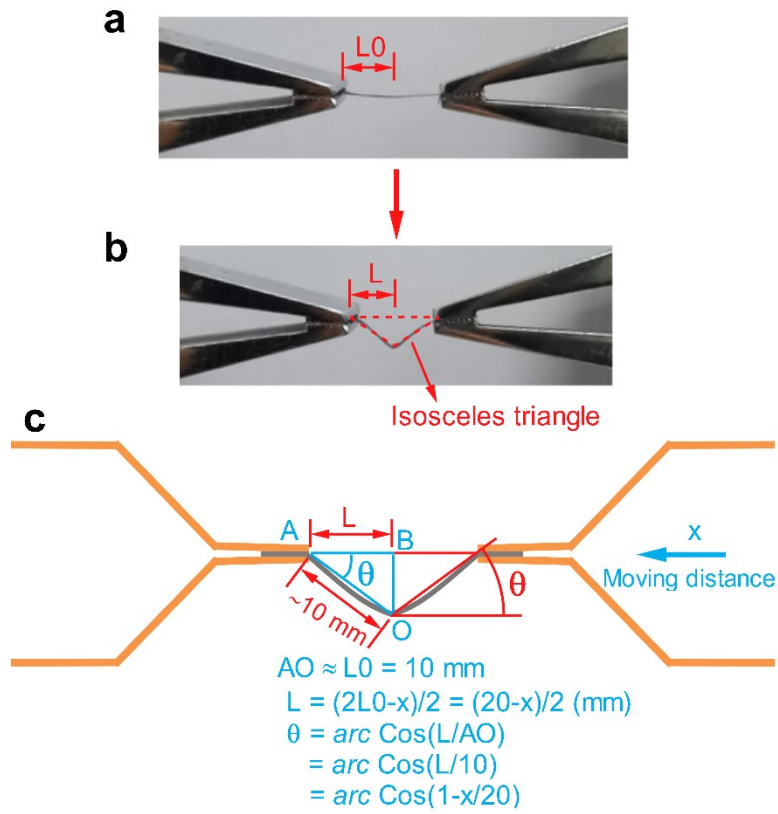 a
L0
b
L
Isosceles triangle
c
A
L
B
x
θ
θ
Moving distance
~10 mm
O
AO ≈ L0 = 10 mm
L = (2L0-x)/2 = (20-x)/2 (mm)
θ = arc Cos(L/AO)
= arc Cos(L/10)
= arc Cos(1-x/20)